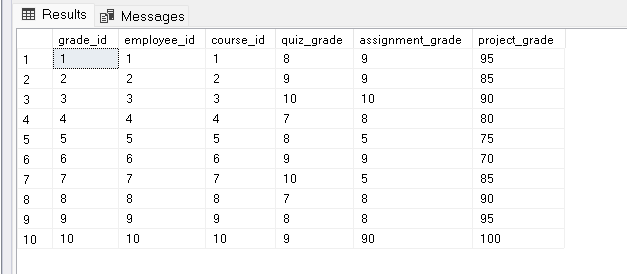 Results Messages
grade_id employee_id course_id quiz_grade assignment_grade project_grade
1 1 1 1 8 9 95
2 2 2 2 9 9 85
3 3 3 3 10 10 90
4 4 4 4 7 8 80
5 5 5 5 8 5 75
6 6 6 6 9 9 70
7 7 7 7 10 5 85
8 8 8 8 7 8 90
9 9 9 9 8 8 95
10 10 10 10 9 90 100